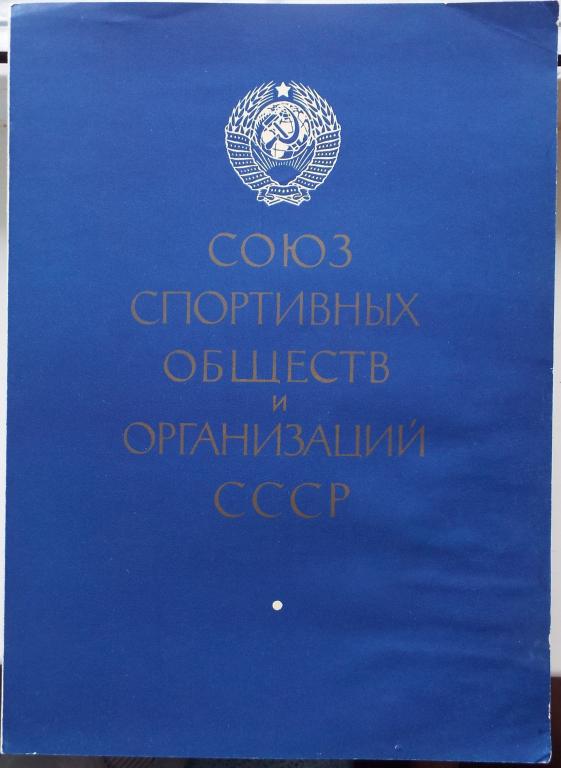 СОЮЗ
СПОРТИВНЫХ
ОБЩЕСТВ
и
ОРГАНИЗАЦИЙ
СССР